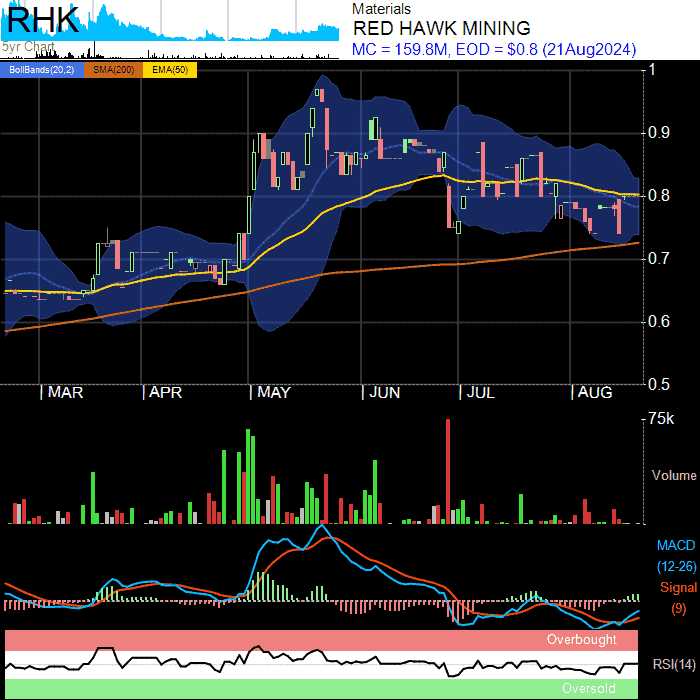 RHK
5yr Chart
Materials
RED HAWK MINING
MC = 159.8M, EOD = $0.8 (21Aug2024)
BollBands(20,2) SMA(200) EMA(50)
1
0.9
0.8
0.7
0.6
0.5
MAR APR MAY JUN JUL AUG
75k
Volume
MACD
(12-26)
Signal
(9)
Overbought
RSI(14)
Oversold